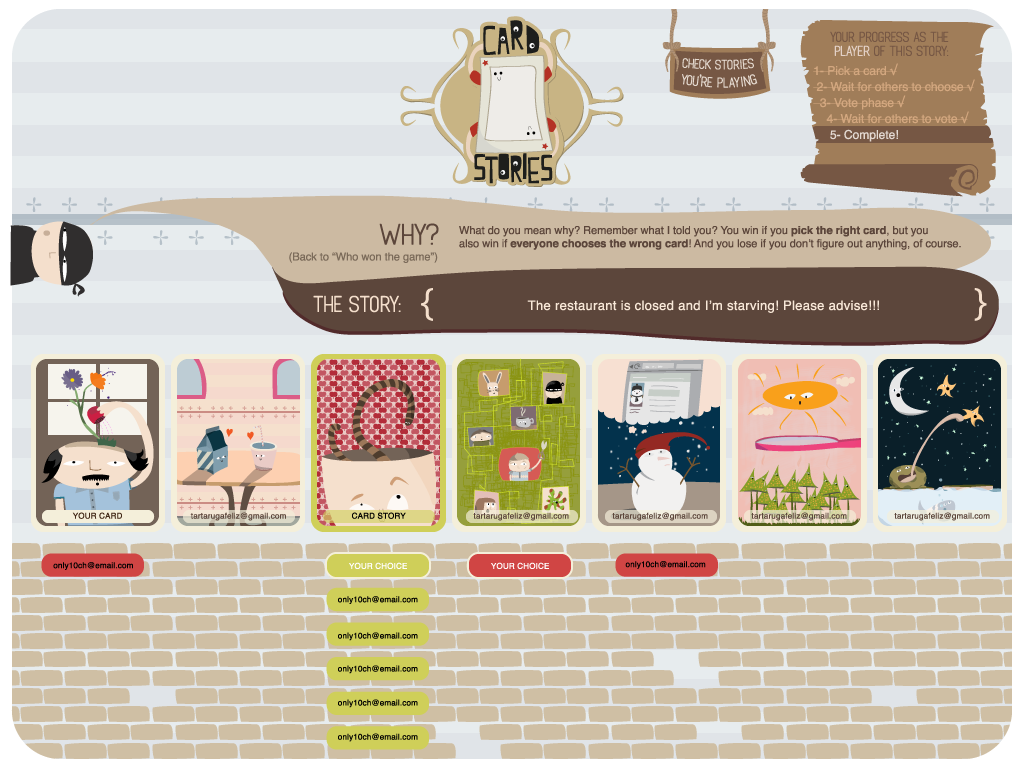 CARD
STORIES
CHECK STORIES
YOU'RE PLAYING
YOUR PROGRESS AS THE
PLAYER OF THIS STORY:
1- Pick a card √
2- Wait for others to choose √
3- Vote phase √
4- Wait for others to vote √
5- Complete!
WHY?
(Back to “Who won the game”)
What do you mean why? Remember what I told you? You win if you pick the right card, but you
also win if everyone chooses the wrong card! And you lose if you don't figure out anything, of course.
THE STORY: { The restaurant is closed and I'm starving! Please advise!!! }
YOUR CARD
tartarugafeliz@gmail.com
CARD STORY
tartarugafeliz@gmail.com
tartarugafeliz@gmail.com
tartarugafeliz@gmail.com
tartarugafeliz@gmail.com
only10ch@email.com
YOUR CHOICE
YOUR CHOICE
only10ch@email.com
only10ch@email.com
only10ch@email.com
only10ch@email.com
only10ch@email.com
only10ch@email.com